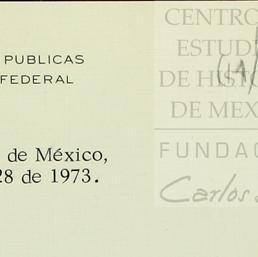 PUBLICAS
FEDERAL
de México,
28 de 1973.
CENTRO
ESTUDI
DE HIST
DE MEX
FUNDAC
Carlos